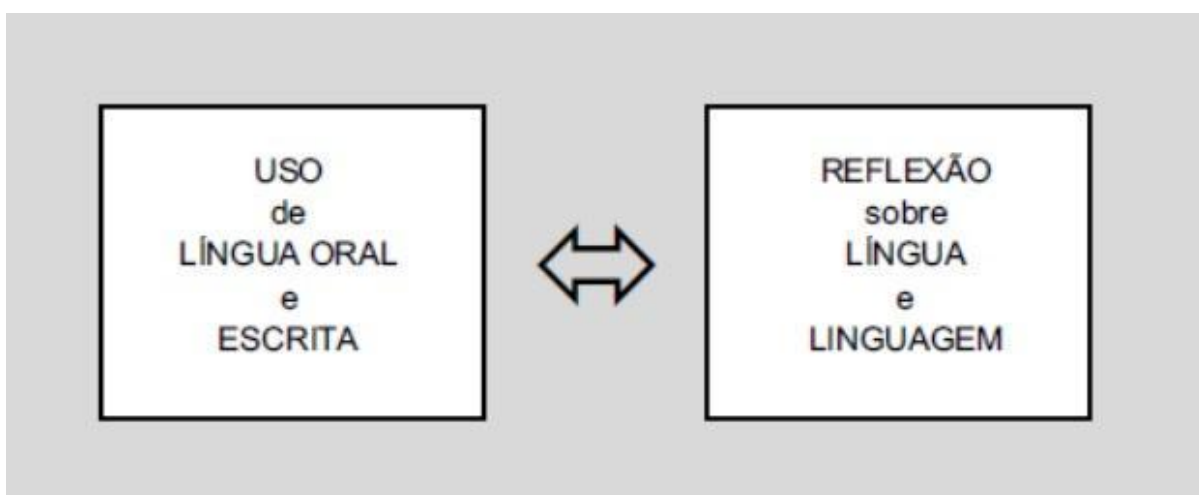 USO
de
LÍNGUA ORAL
e
ESCRITA
REFLEXÃO
sobre
LÍNGUA
e
LINGUAGEM